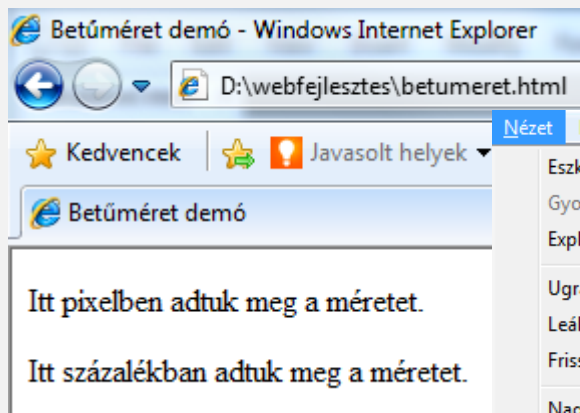 Betűméret demó - Windows Internet Explorer
D:\webfejlesztes\betumeret.html
Nézet
Kedvencek
Javasolt helyek
Betűméret demó
Itt pixelben adtuk meg a méretet.
Itt százalékban adtuk meg a méretet.